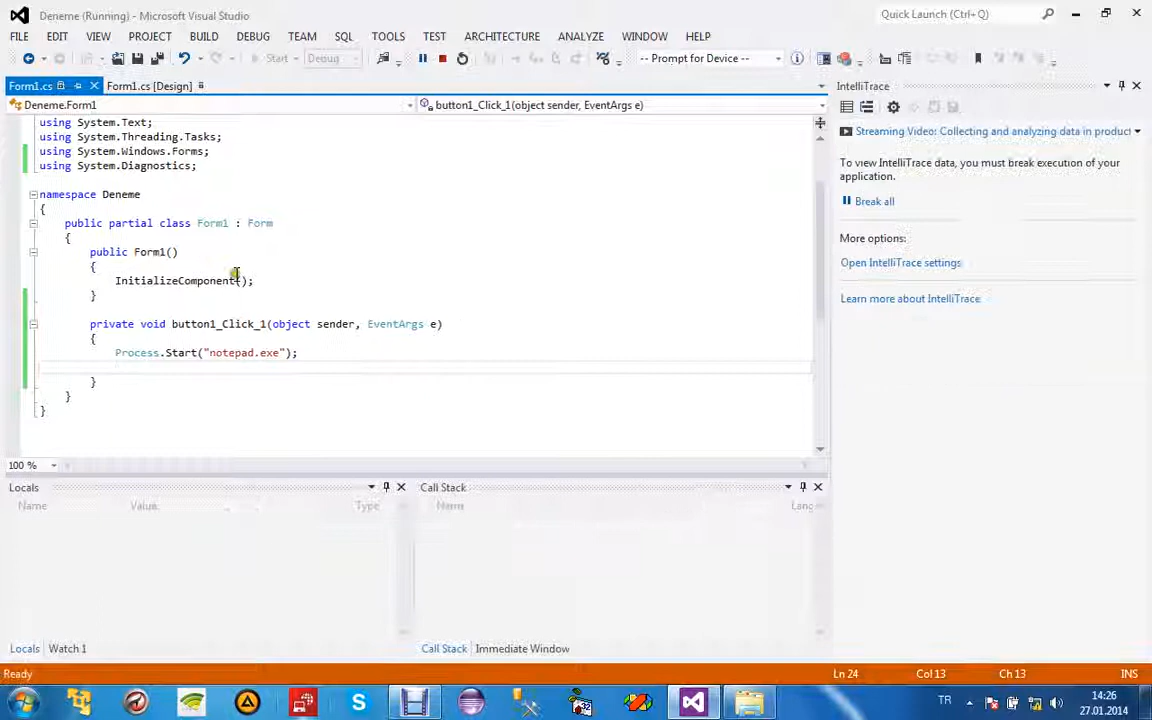 Deneme (Running) - Microsoft Visual Studio
Quick Launch (Ctrl+Q)
FILE EDIT VIEW PROJECT BUILD DEBUG TEAM SQL TOOLS TEST ARCHITECTURE ANALYZE WINDOW HELP
Start Debug -- Prompt for Device --
Form1.cs Form1.cs [Design]
IntelliTrace
Deneme.Form1 button1_Click_1(object sender, EventArgs e)
using System.Text;
using System.Threading.Tasks;
using System.Windows.Forms;
using System.Diagnostics;
namespace Deneme
{
public partial class Form1 : Form
{
public Form1()
{
InitializeComponent();
}
private void button1_Click_1(object sender, EventArgs e)
{
Process.Start("notepad.exe");
}
}
}
100 %
Streaming Video: Collecting and analyzing data in product
To view IntelliTrace data, you must break execution of your
application.
Break all
More options:
Open IntelliTrace settings
Learn more about IntelliTrace
Locals
Name Value Type
Call Stack
Name Lang
Locals Watch 1
Call Stack Immediate Window
Ready Ln 24 Col 13 Ch 13 INS
32
TR
14:26
27.01.2014